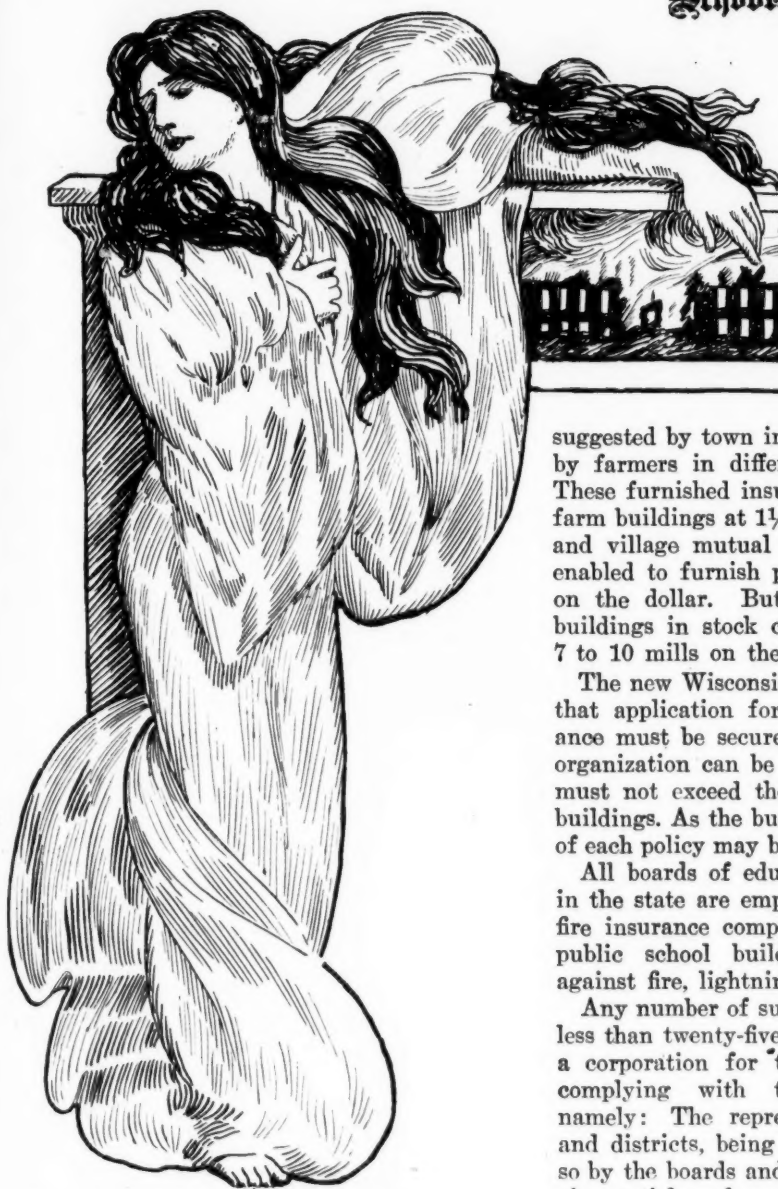 School
suggested by town in
by farmers in diffe
These furnished insu
farm buildings at 1½
and village mutual
enabled to furnish p
on the dollar. But
buildings in stock c
7 to 10 mills on the
The new Wisconsi
that application for
ance must be secure
organization can be
must not exceed the
buildings. As the bu
of each policy may b
All boards of edu
in the state are emp
fire insurance comp
public school build
against fire, lightnin
Any number of su
less than twenty-five
a corporation for t
complying with t
namely: The repre
and districts, being
so by the boards and